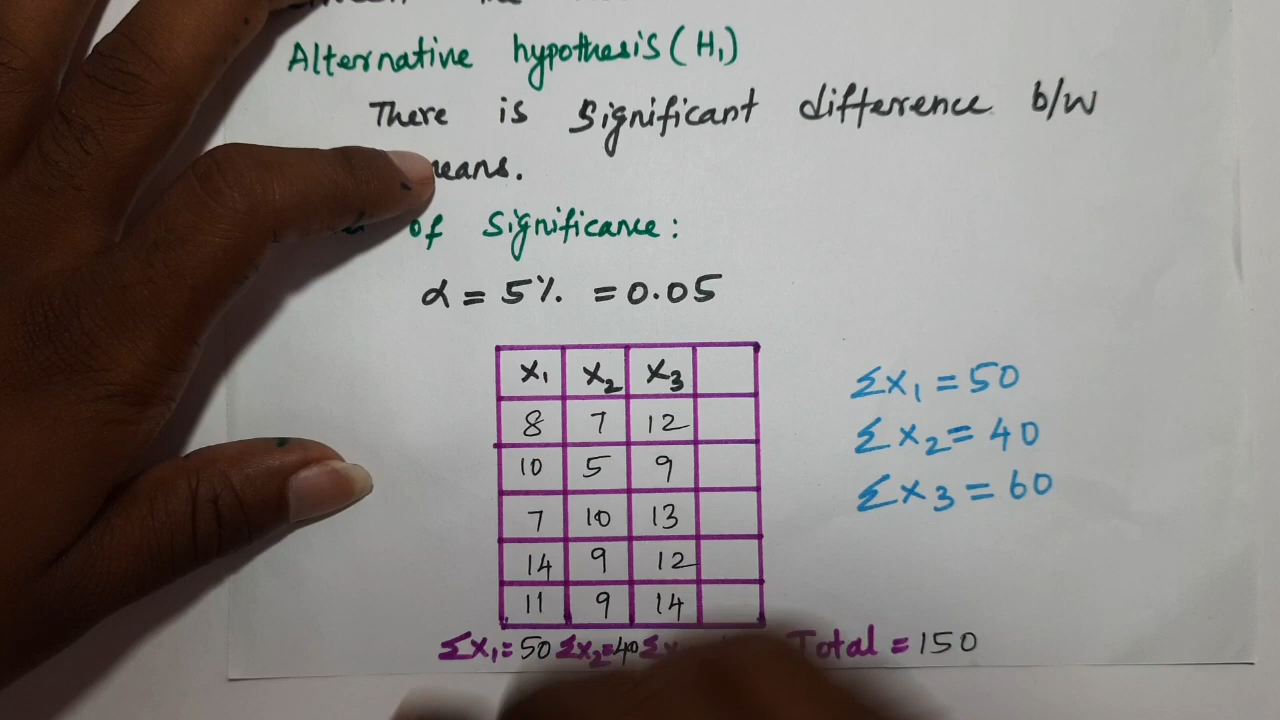 Alternative hypothesis (H₁)
There is significant difference b/w
means.
of Significance:
α = 5% = 0.05
X₁ X₂ X₃
8 7 12
10 5 9
7 10 13
14 9 12
11 9 14
Σx₁=50 Σx₂=40 Total = 150
Σx₁ = 50
Σx₂ = 40
Σx₃ = 60